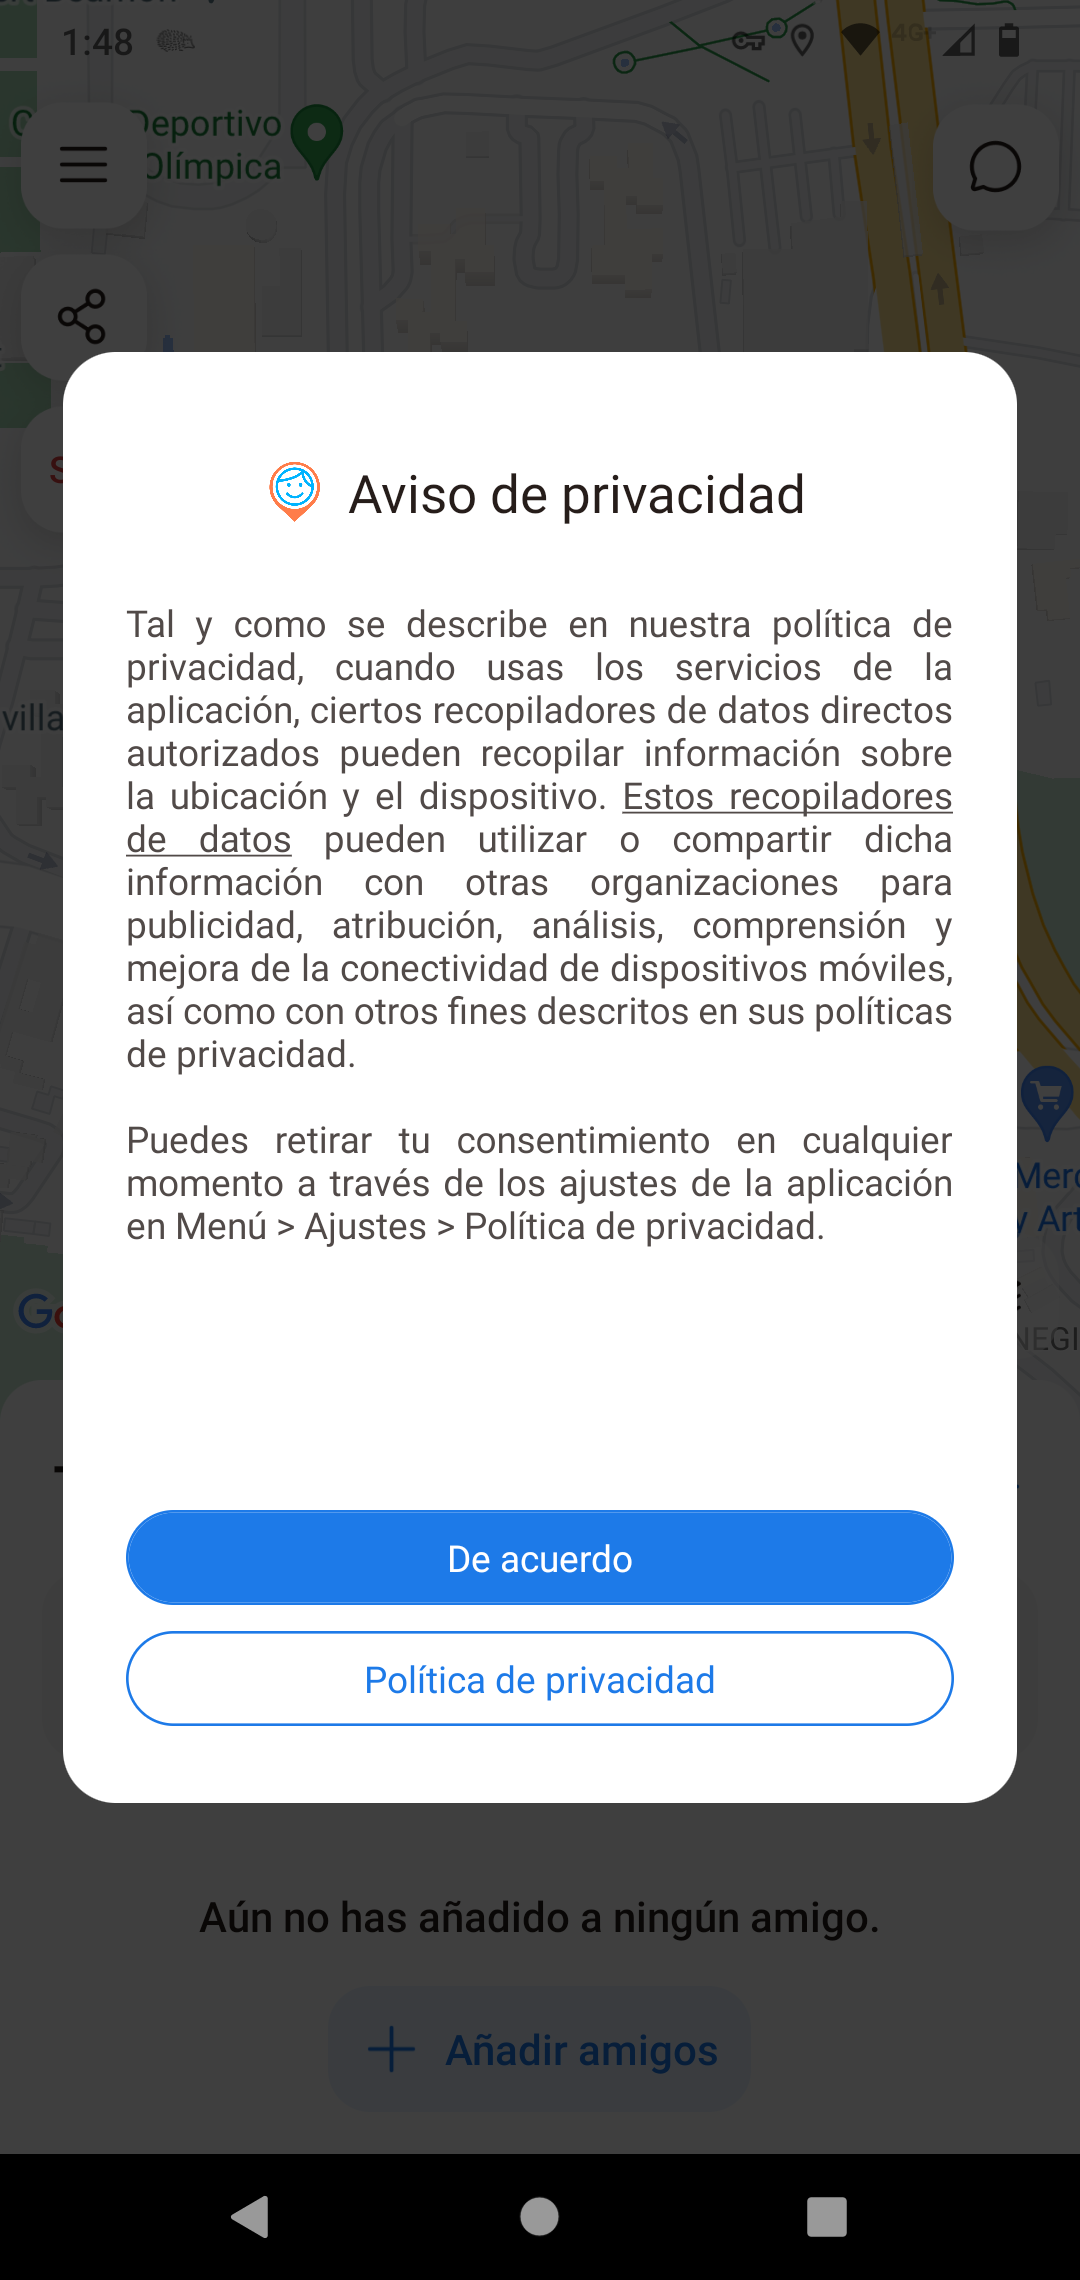 1:48
4G+
Deportivo
Olímpica
villa
Aviso de privacidad
Tal y como se describe en nuestra política de
privacidad, cuando usas los servicios de la
aplicación, ciertos recopiladores de datos directos
autorizados pueden recopilar información sobre
la ubicación y el dispositivo. Estos recopiladores
de datos pueden utilizar o compartir dicha
información con otras organizaciones para
publicidad, atribución, análisis, comprensión y
mejora de la conectividad de dispositivos móviles,
así como con otros fines descritos en sus políticas
de privacidad.
Puedes retirar tu consentimiento en cualquier
momento a través de los ajustes de la aplicación
en Menú > Ajustes > Política de privacidad.
Merc
y Art
NEGI
Go
De acuerdo
Política de privacidad
Aún no has añadido a ningún amigo.
Añadir amigos